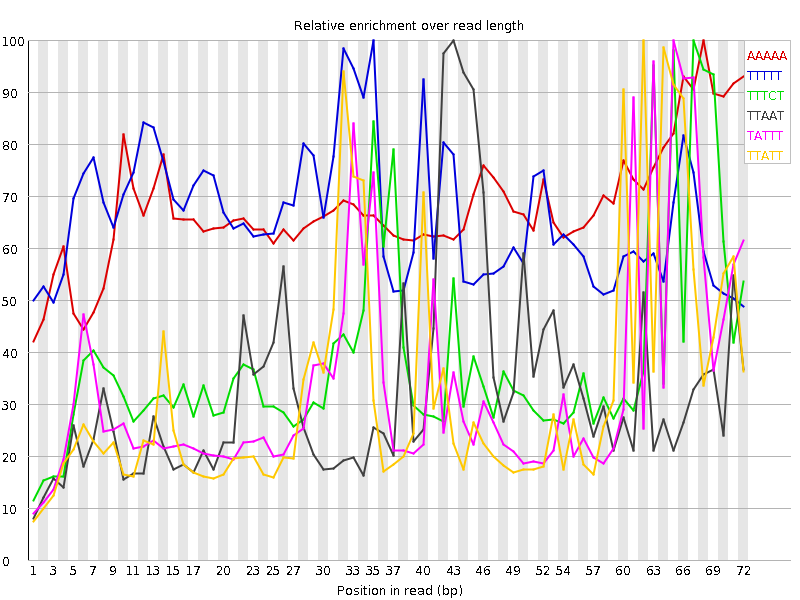 Relative enrichment over read length
100
90
80
70
60
50
40
30
20
10
0
AAAAA
TTTTT
TTTCT
TTAAT
TATTT
TTATT
1 3 5 7 9 11 13 15 17 20 23 25 27 30 33 35 37 40 43 46 49 52 54 57 60 63 66 69 72
Position in read (bp)